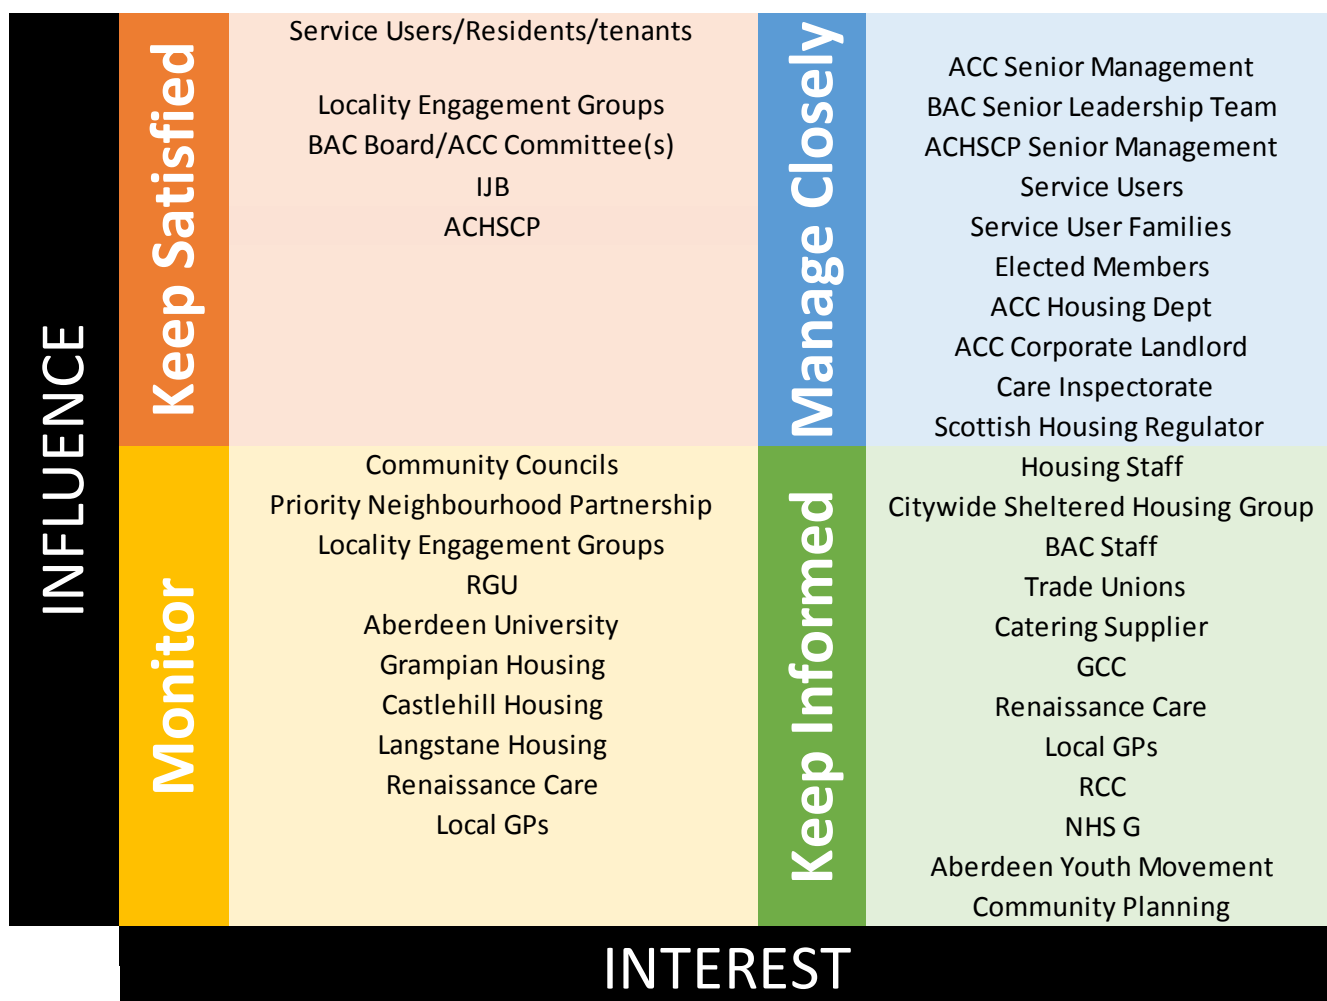 INFLUENCE
Keep Satisfied
Service Users/Residents/tenants
Locality Engagement Groups
BAC Board/ACC Committee(s)
IJB
ACHSCP
Manage Closely
ACC Senior Management
BAC Senior Leadership Team
ACHSCP Senior Management
Service Users
Service User Families
Elected Members
ACC Housing Dept
ACC Corporate Landlord
Care Inspectorate
Scottish Housing Regulator
Monitor
Community Councils
Priority Neighbourhood Partnership
Locality Engagement Groups
RGU
Aberdeen University
Grampian Housing
Castlehill Housing
Langstane Housing
Renaissance Care
Local GPs
Keep Informed
Housing Staff
Citywide Sheltered Housing Group
BAC Staff
Trade Unions
Catering Supplier
GCC
Renaissance Care
Local GPs
RCC
NHS G
Aberdeen Youth Movement
Community Planning
INTEREST